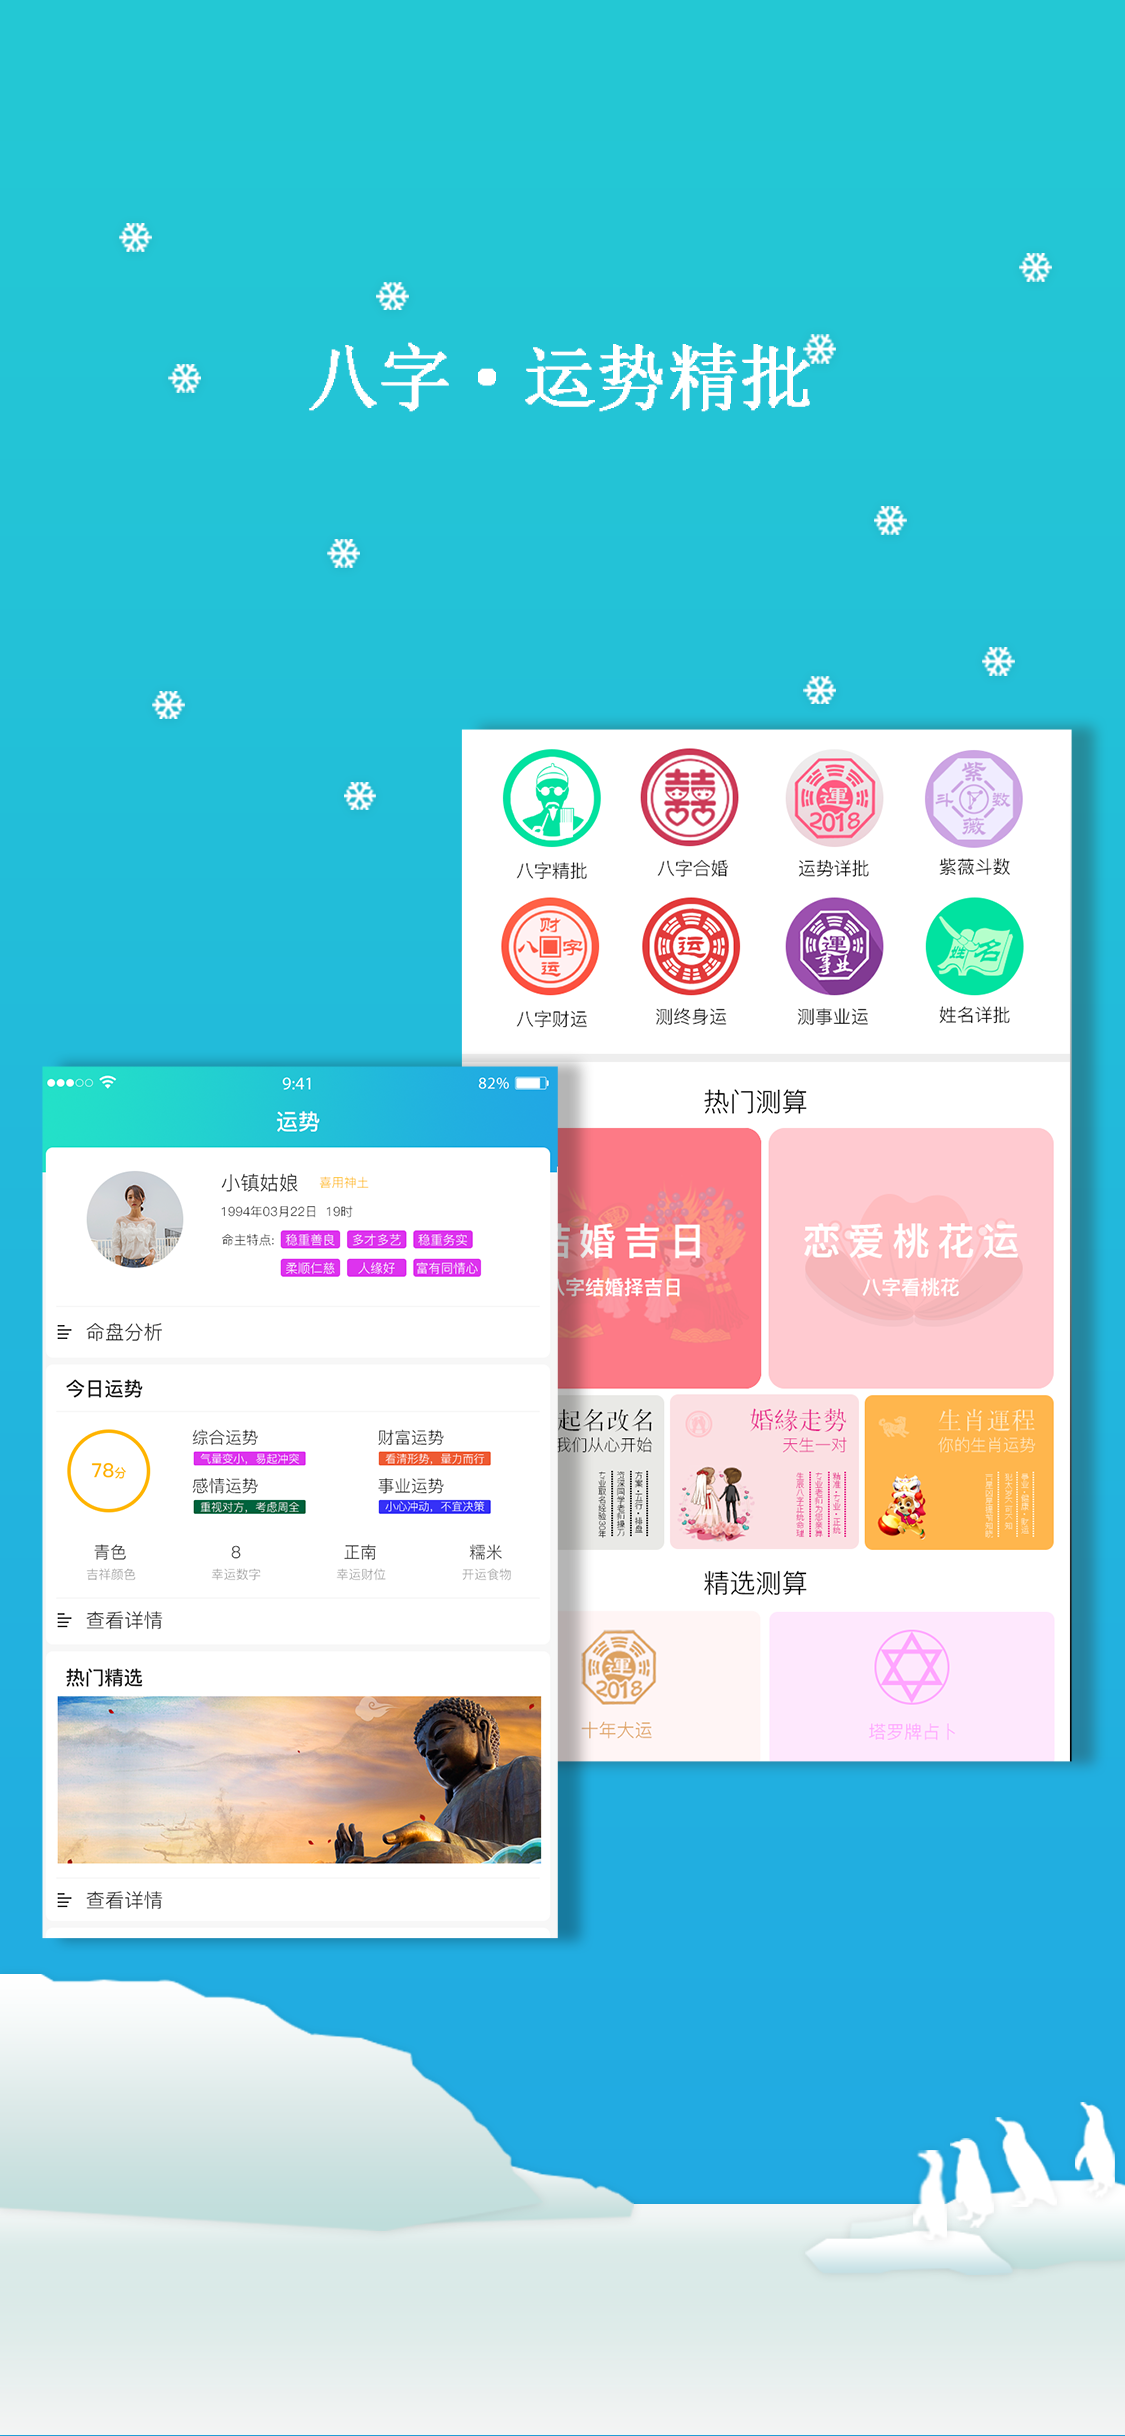 八字·运势精批
八字精批 八字合婚 运势详批 紫薇斗数
運 2018
紫 斗 数 薇
财 八 字 运
运
運 事业
姓名
八字财运 测终身运 测事业运 姓名详批
热门测算
结婚吉日
八字结婚择吉日
恋爱桃花运
八字看桃花
起名改名
我们从心开始
婚緣走勢
天生一对
生肖運程
你的生肖运势
精选测算
運 2018
十年大运
塔罗牌占卜
9:41
82%
运势
小镇姑娘 喜用神土
1994年03月22日 19时
命主特点: 稳重善良 多才多艺 稳重务实
柔顺仁慈 人缘好 富有同情心
命盘分析
今日运势
78分
综合运势
气量变小，易起冲突
财富运势
看清形势，量力而行
感情运势
重视对方，考虑周全
事业运势
小心冲动，不宜决策
青色 8 正南 糯米
吉祥颜色 幸运数字 幸运财位 开运食物
查看详情
热门精选
查看详情